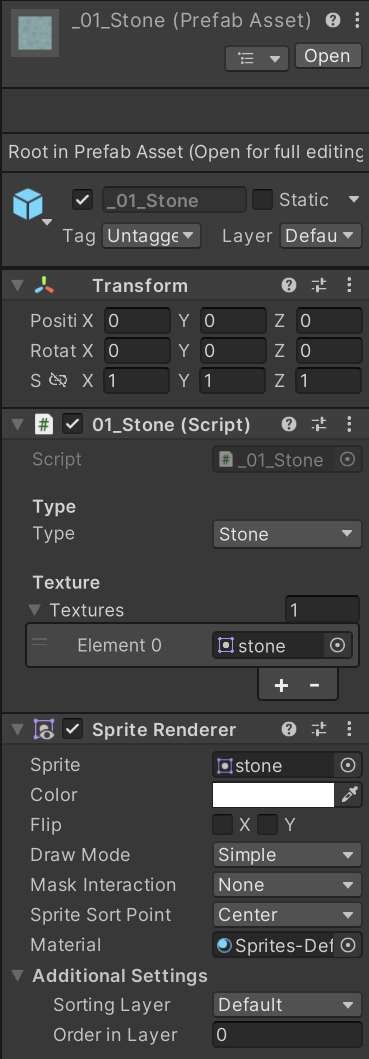 _01_Stone (Prefab Asset)
Open
Root in Prefab Asset (Open for full editing
_01_Stone Static
Tag Untagge Layer Defau
Transform
Positi X 0 Y 0 Z 0
Rotat X 0 Y 0 Z 0
S X 1 Y 1 Z 1
# 01_Stone (Script)
Script # _01_Stone
Type
Type Stone
Texture
Textures 1
Element 0 stone
+ -
Sprite Renderer
Sprite stone
Color
Flip X Y
Draw Mode Simple
Mask Interaction None
Sprite Sort Point Center
Material Sprites-Def
Additional Settings
Sorting Layer Default
Order in Layer 0